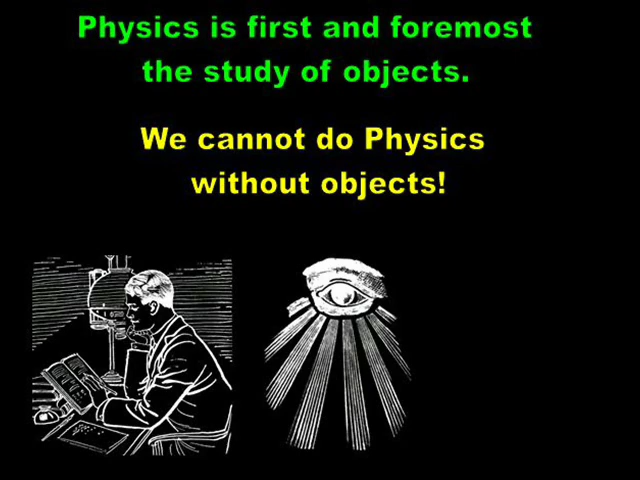 Physics is first and foremost
the study of objects.
We cannot do Physics
without objects!